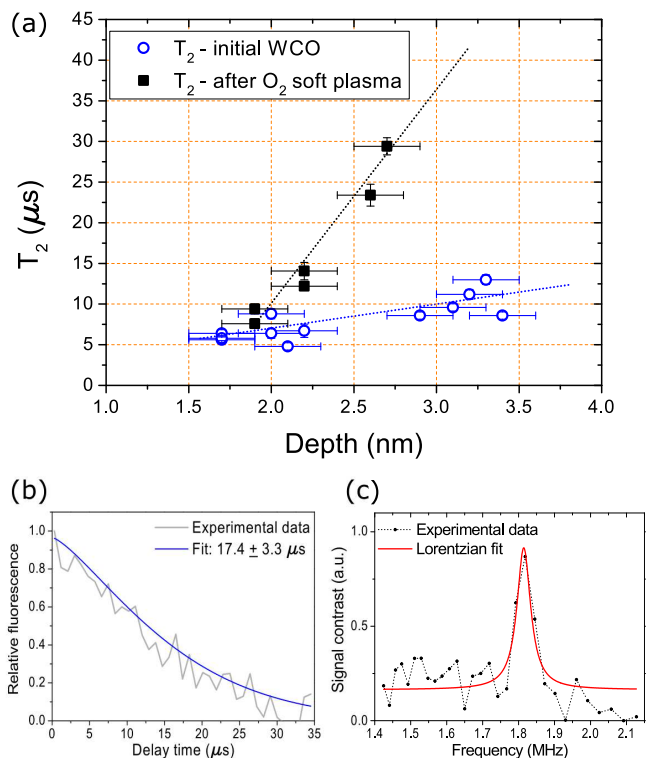 (a)
T2 - initial WCO
T2 - after O2 soft plasma
45
40
35
30
25
20
15
10
5
0
T2 (μs)
1.0 1.5 2.0 2.5 3.0 3.5 4.0
Depth (nm)
(b)
Experimental data
Fit: 17.4 ± 3.3 μs
1.0
0.8
0.6
0.4
0.2
0.0
Relative fluorescence
0 5 10 15 20 25 30 35
Delay time (μs)
(c)
Experimental data
Lorentzian fit
1.0
0.5
0.0
Signal contrast (a.u.)
1.4 1.5 1.6 1.7 1.8 1.9 2.0 2.1
Frequency (MHz)